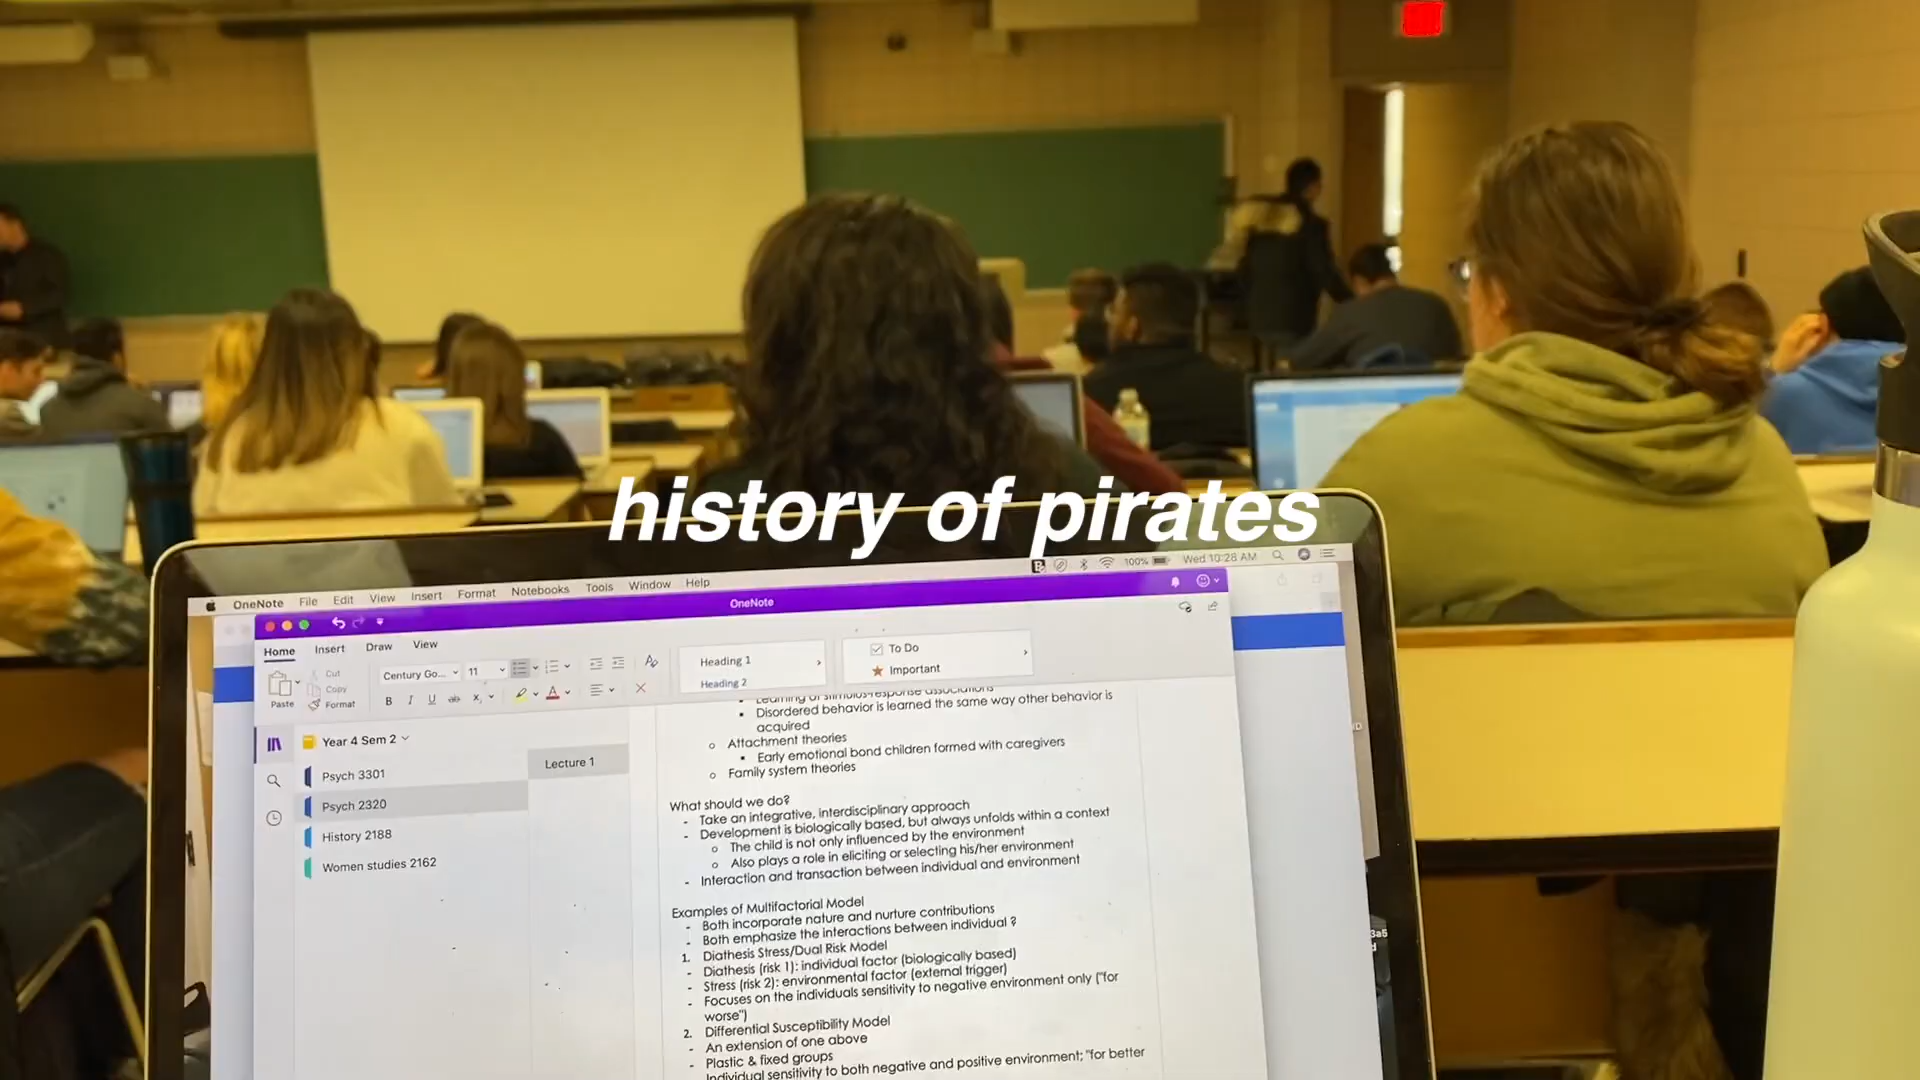 history of pirates
100% Wed 10:28 AM
OneNote File Edit View Insert Format Notebooks Tools Window Help
OneNote
Home Insert Draw View
Cut
Copy
Paste Format
Century Go... 11
B I U ab x
Heading 1
Heading 2
To Do
Important
Year 4 Sem 2
Psych 3301
Psych 2320
History 2188
Women studies 2162
Lecture 1
Learning of stimulus-response associations
Disordered behavior is learned the same way other behavior is
acquired
Attachment theories
Early emotional bond children formed with caregivers
Family system theories
What should we do?
- Take an integrative, interdisciplinary approach
- Development is biologically based, but always unfolds within a context
The child is not only influenced by the environment
Also plays a role in eliciting or selecting his/her environment
- Interaction and transaction between individual and environment
Examples of Multifactorial Model
- Both incorporate nature and nurture contributions
- Both emphasize the interactions between individual ?
1. Diathesis Stress/Dual Risk Model
- Diathesis (risk 1): individual factor (biologically based)
- Stress (risk 2): environmental factor (external trigger)
- Focuses on the individuals sensitivity to negative environment only ("for
worse")
2. Differential Susceptibility Model
- An extension of one above
- Plastic & fixed groups
Individual sensitivity to both negative and positive environment; "for better